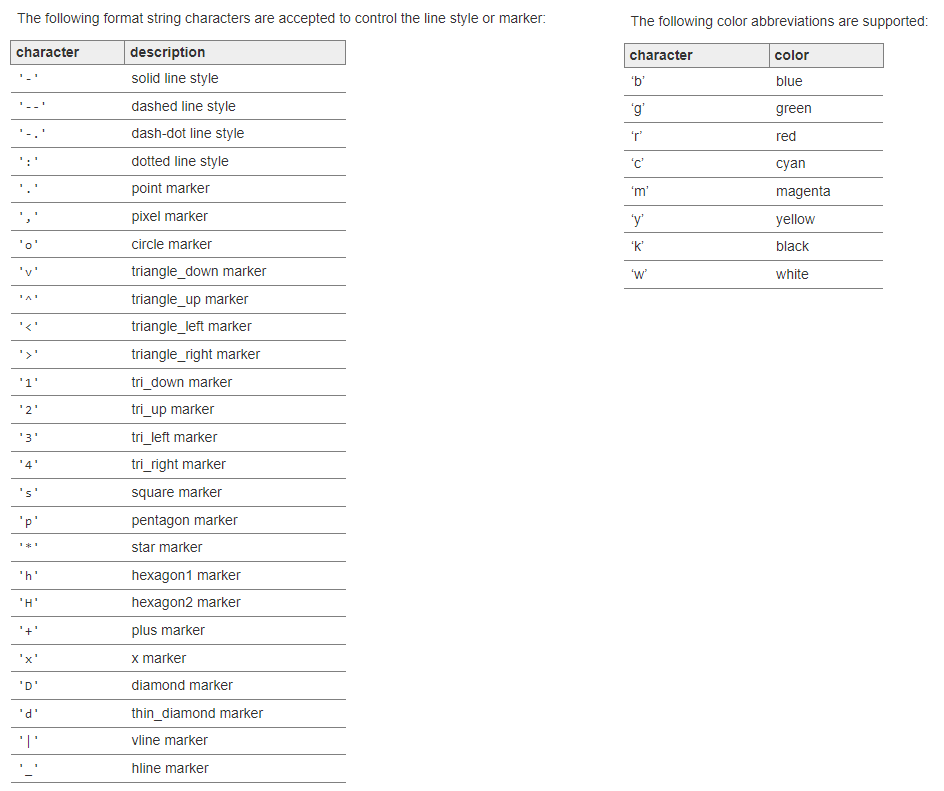 The following format string characters are accepted to control the line style or marker:
character description
'-' solid line style
'--' dashed line style
'-.' dash-dot line style
':' dotted line style
'.' point marker
',' pixel marker
'o' circle marker
'v' triangle_down marker
'^' triangle_up marker
'<' triangle_left marker
'>' triangle_right marker
'1' tri_down marker
'2' tri_up marker
'3' tri_left marker
'4' tri_right marker
's' square marker
'p' pentagon marker
'*' star marker
'h' hexagon1 marker
'H' hexagon2 marker
'+' plus marker
'x' x marker
'D' diamond marker
'd' thin_diamond marker
'|' vline marker
'_' hline marker
The following color abbreviations are supported:
character color
‘b’ blue
‘g’ green
‘r’ red
‘c’ cyan
‘m’ magenta
‘y’ yellow
‘k’ black
‘w’ white